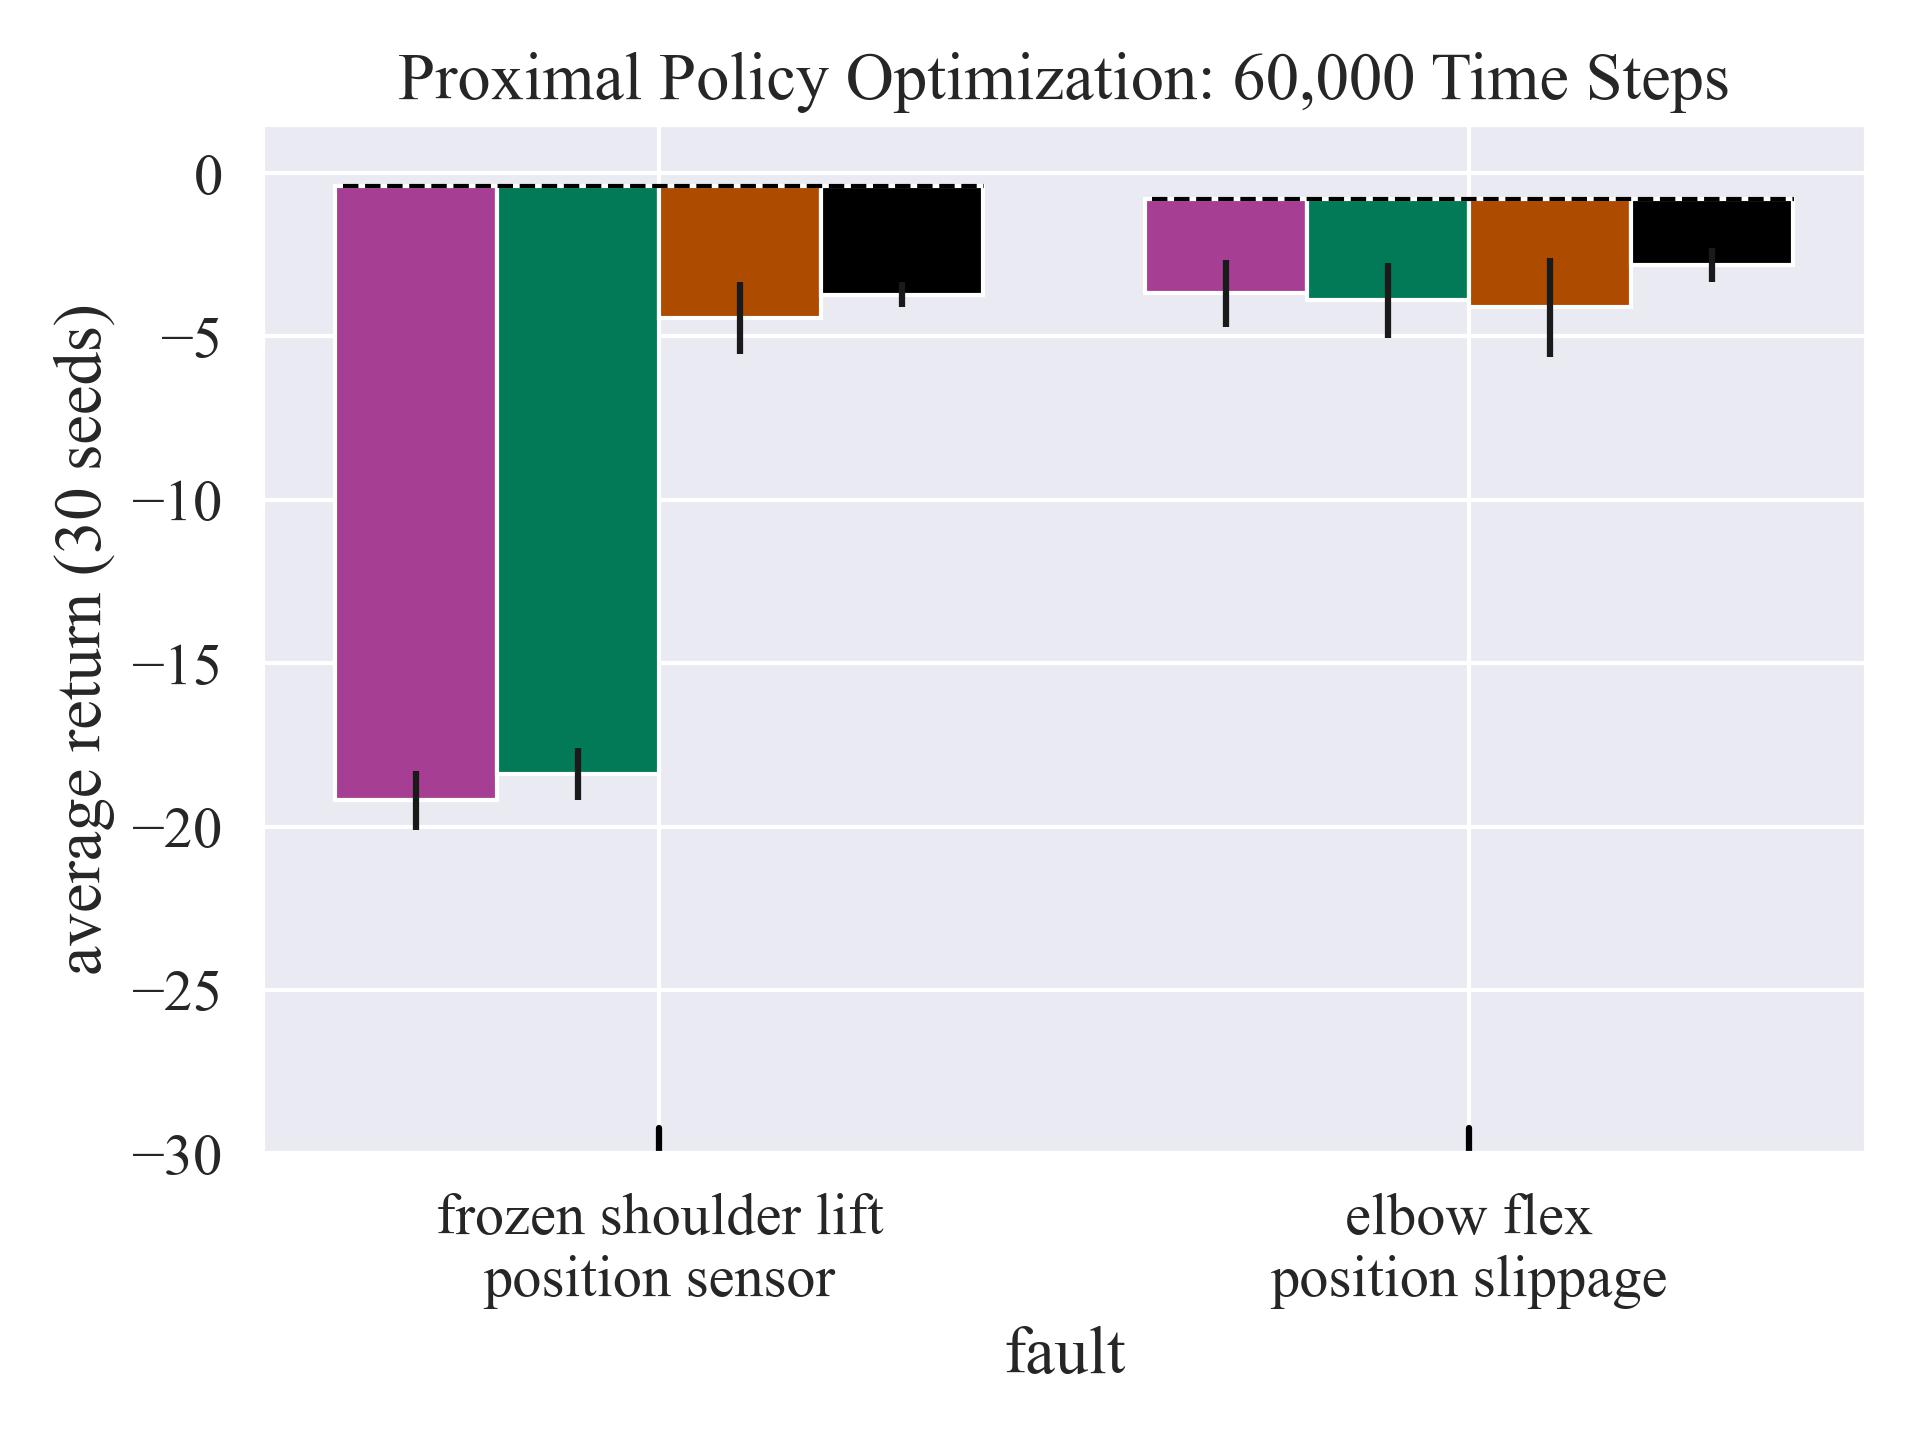 Proximal Policy Optimization: 60,000 Time Steps
average return (30 seeds)
0
−5
−10
−15
−20
−25
−30
frozen shoulder lift
position sensor
elbow flex
position slippage
fault